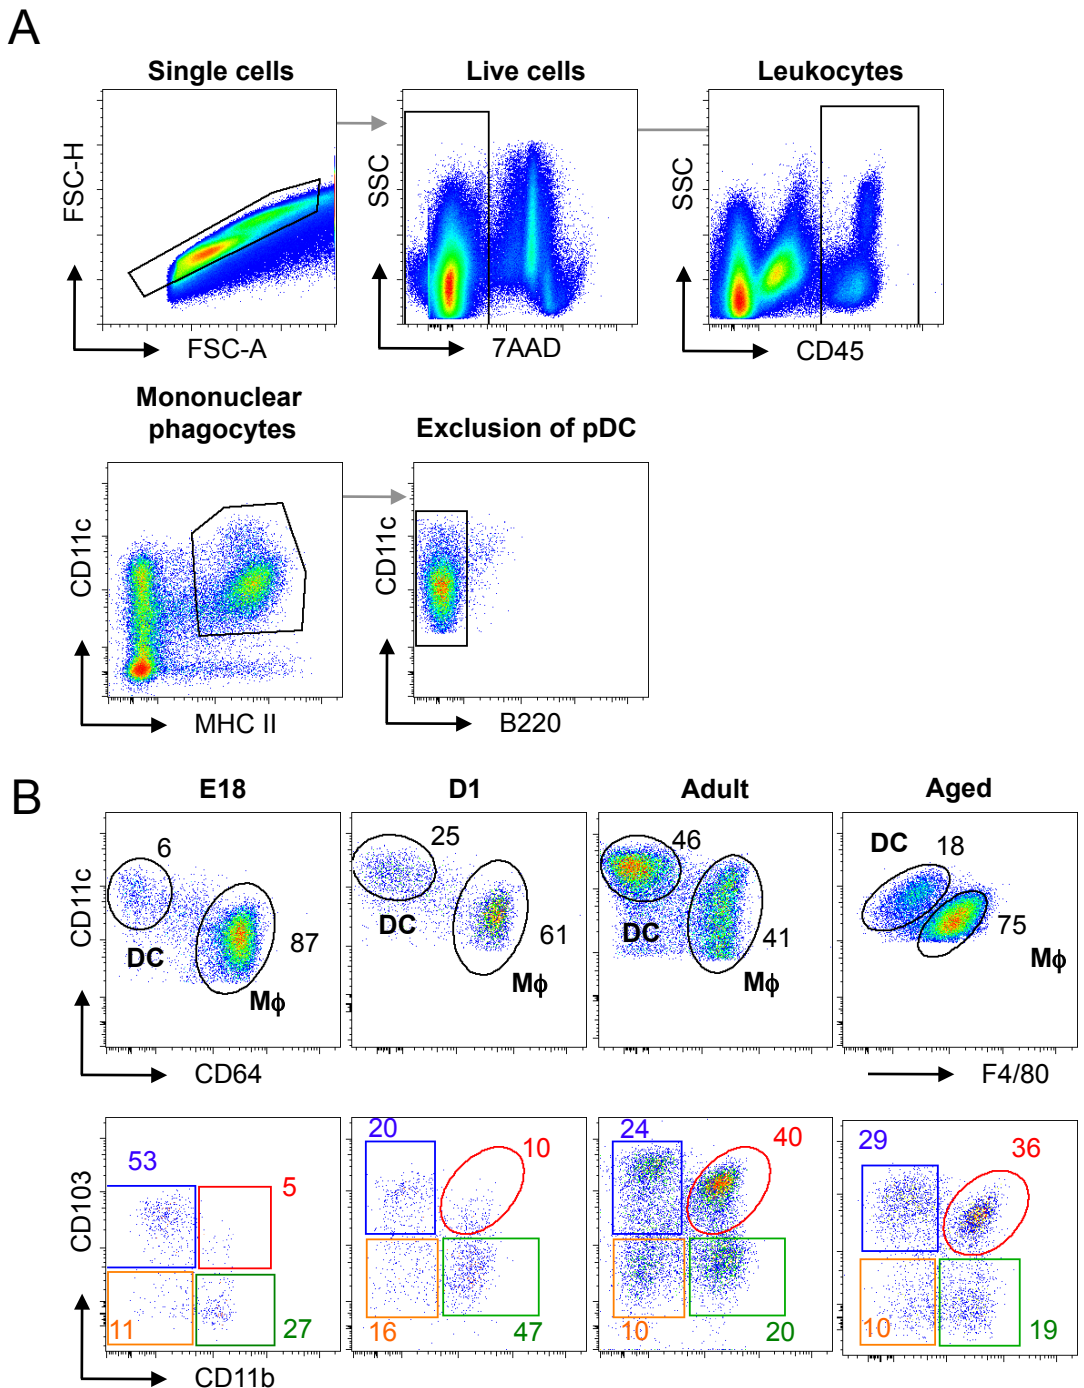 A
Single cells
Live cells
Leukocytes
FSC-H
SSC
SSC
FSC-A
7AAD
CD45
Mononuclear
phagocytes
Exclusion of pDC
CD11c
CD11c
MHC II
B220
B
E18
D1
Adult
Aged
CD11c
6
DC
87
Mϕ
25
DC
61
Mϕ
46
DC
41
Mϕ
DC
18
75
Mϕ
CD64
F4/80
CD103
53
5
11
27
20
10
16
47
24
40
10
20
29
36
10
19
CD11b